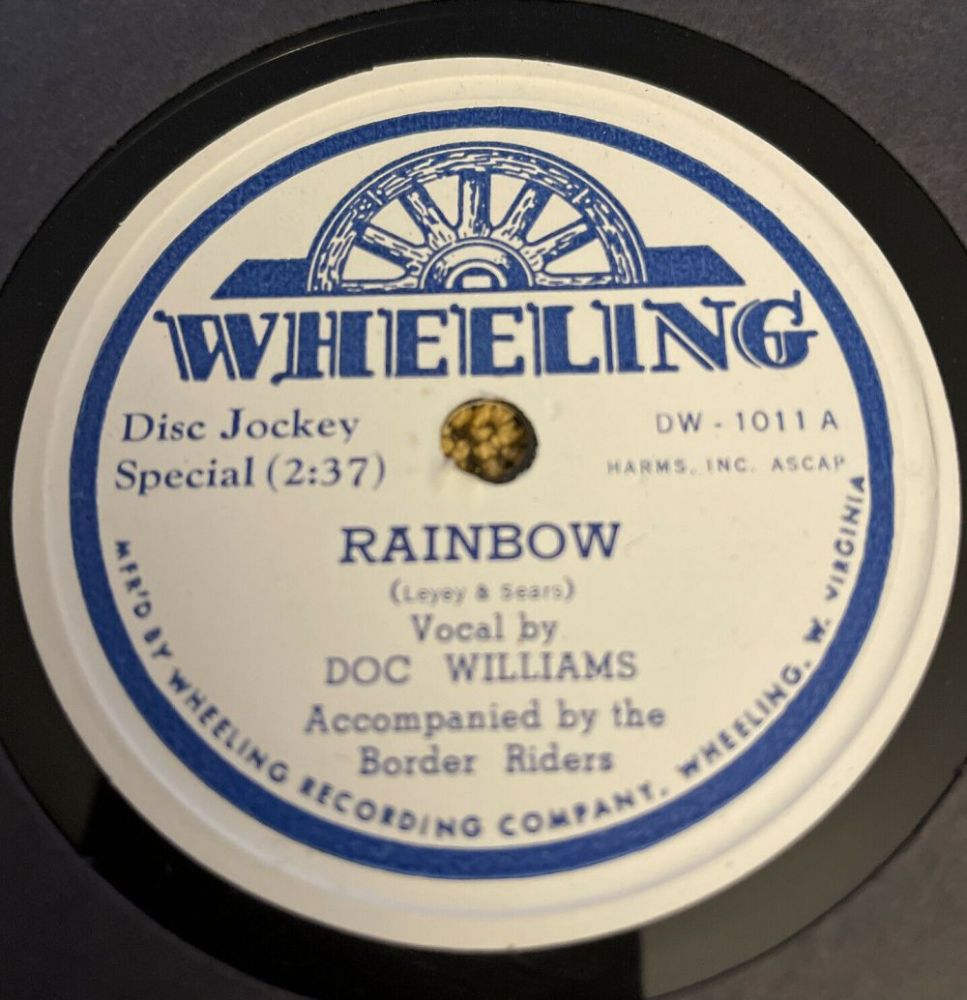 WHEELING
Disc Jockey
Special (2:37)
DW - 1011 A
HARMS, INC. ASCAP
RAINBOW
(Leyey & Sears)
Vocal by
DOC WILLIAMS
Accompanied by the
Border Riders
MFR'D BY WHEELING RECORDING COMPANY, WHEELING, W. VIRGINIA